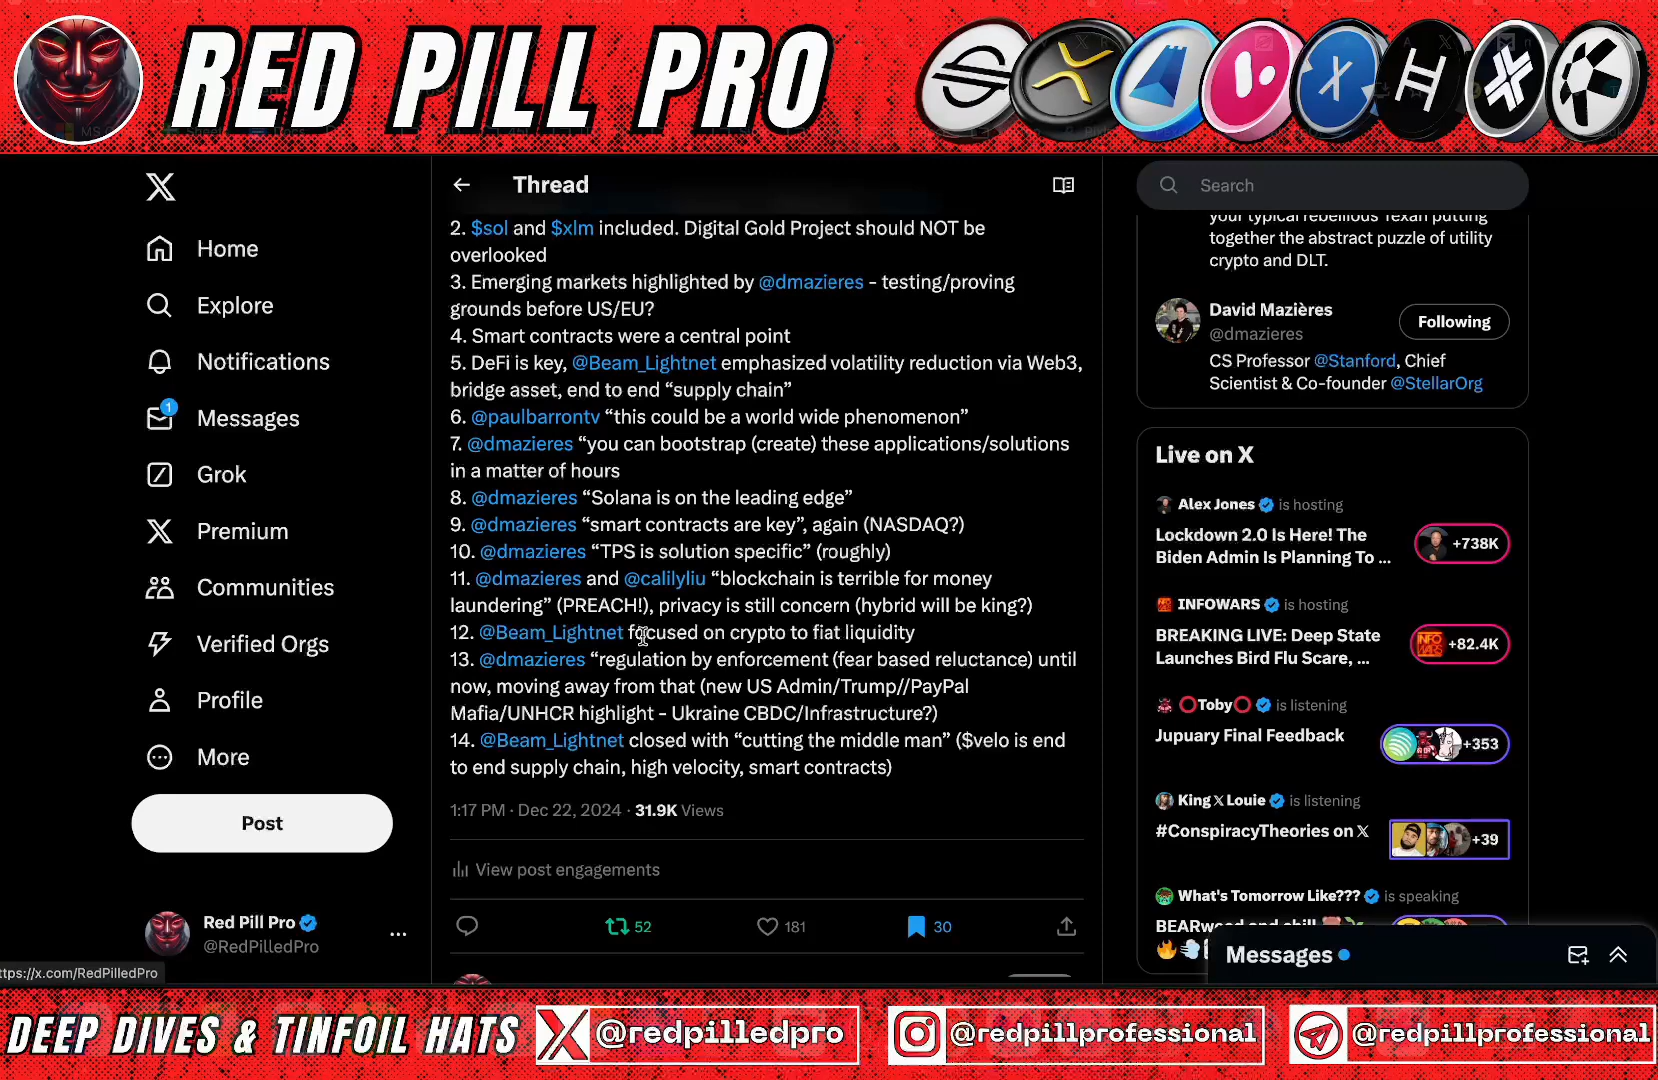 RED PILL PRO
Thread
Search
Home
Explore
Notifications
1
Messages
Grok
Premium
Communities
Verified Orgs
Profile
More
Post
Red Pill Pro
@RedPilledPro
ttps://x.com/RedPilledPro
2. $sol and $xlm included. Digital Gold Project should NOT be
overlooked
3. Emerging markets highlighted by @dmazieres - testing/proving
grounds before US/EU?
4. Smart contracts were a central point
5. DeFi is key, @Beam_Lightnet emphasized volatility reduction via Web3,
bridge asset, end to end “supply chain”
6. @paulbarrontv “this could be a world wide phenomenon”
7. @dmazieres “you can bootstrap (create) these applications/solutions
in a matter of hours
8. @dmazieres “Solana is on the leading edge”
9. @dmazieres “smart contracts are key”, again (NASDAQ?)
10. @dmazieres “TPS is solution specific” (roughly)
11. @dmazieres and @calilyliu “blockchain is terrible for money
laundering” (PREACH!), privacy is still concern (hybrid will be king?)
12. @Beam_Lightnet focused on crypto to fiat liquidity
13. @dmazieres “regulation by enforcement (fear based reluctance) until
now, moving away from that (new US Admin/Trump//PayPal
Mafia/UNHCR highlight - Ukraine CBDC/Infrastructure?)
14. @Beam_Lightnet closed with “cutting the middle man” ($velo is end
to end supply chain, high velocity, smart contracts)
1:17 PM · Dec 22, 2024 · 31.9K Views
View post engagements
52
181
30
your typical rebellious Texan putting
together the abstract puzzle of utility
crypto and DLT.
David Mazières
@dmazieres
Following
CS Professor @Stanford, Chief
Scientist & Co-founder @StellarOrg
Live on X
Alex Jones is hosting
Lockdown 2.0 Is Here! The
Biden Admin Is Planning To ...
+738K
INFOWARS is hosting
BREAKING LIVE: Deep State
Launches Bird Flu Scare, ...
+82.4K
⭕Toby⭕ is listening
Jupuary Final Feedback
+353
King X Louie is listening
#ConspiracyTheories on X
+39
What's Tomorrow Like??? is speaking
Messages
DEEP DIVES & TINFOIL HATS
@redpilledpro
@redpillprofessional
@redpillprofessional